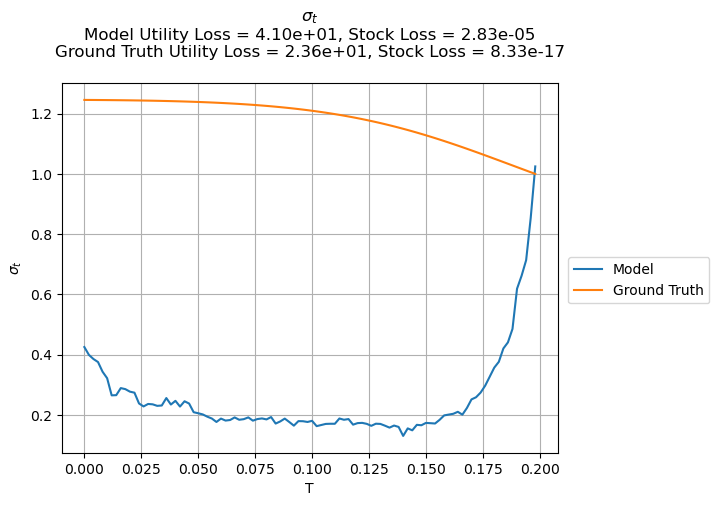 σₜ
Model Utility Loss = 4.10e+01, Stock Loss = 2.83e-05
Ground Truth Utility Loss = 2.36e+01, Stock Loss = 8.33e-17
1.2
1.0
0.8
0.6
0.4
0.2
σₜ
0.000 0.025 0.050 0.075 0.100 0.125 0.150 0.175 0.200
T
Model
Ground Truth